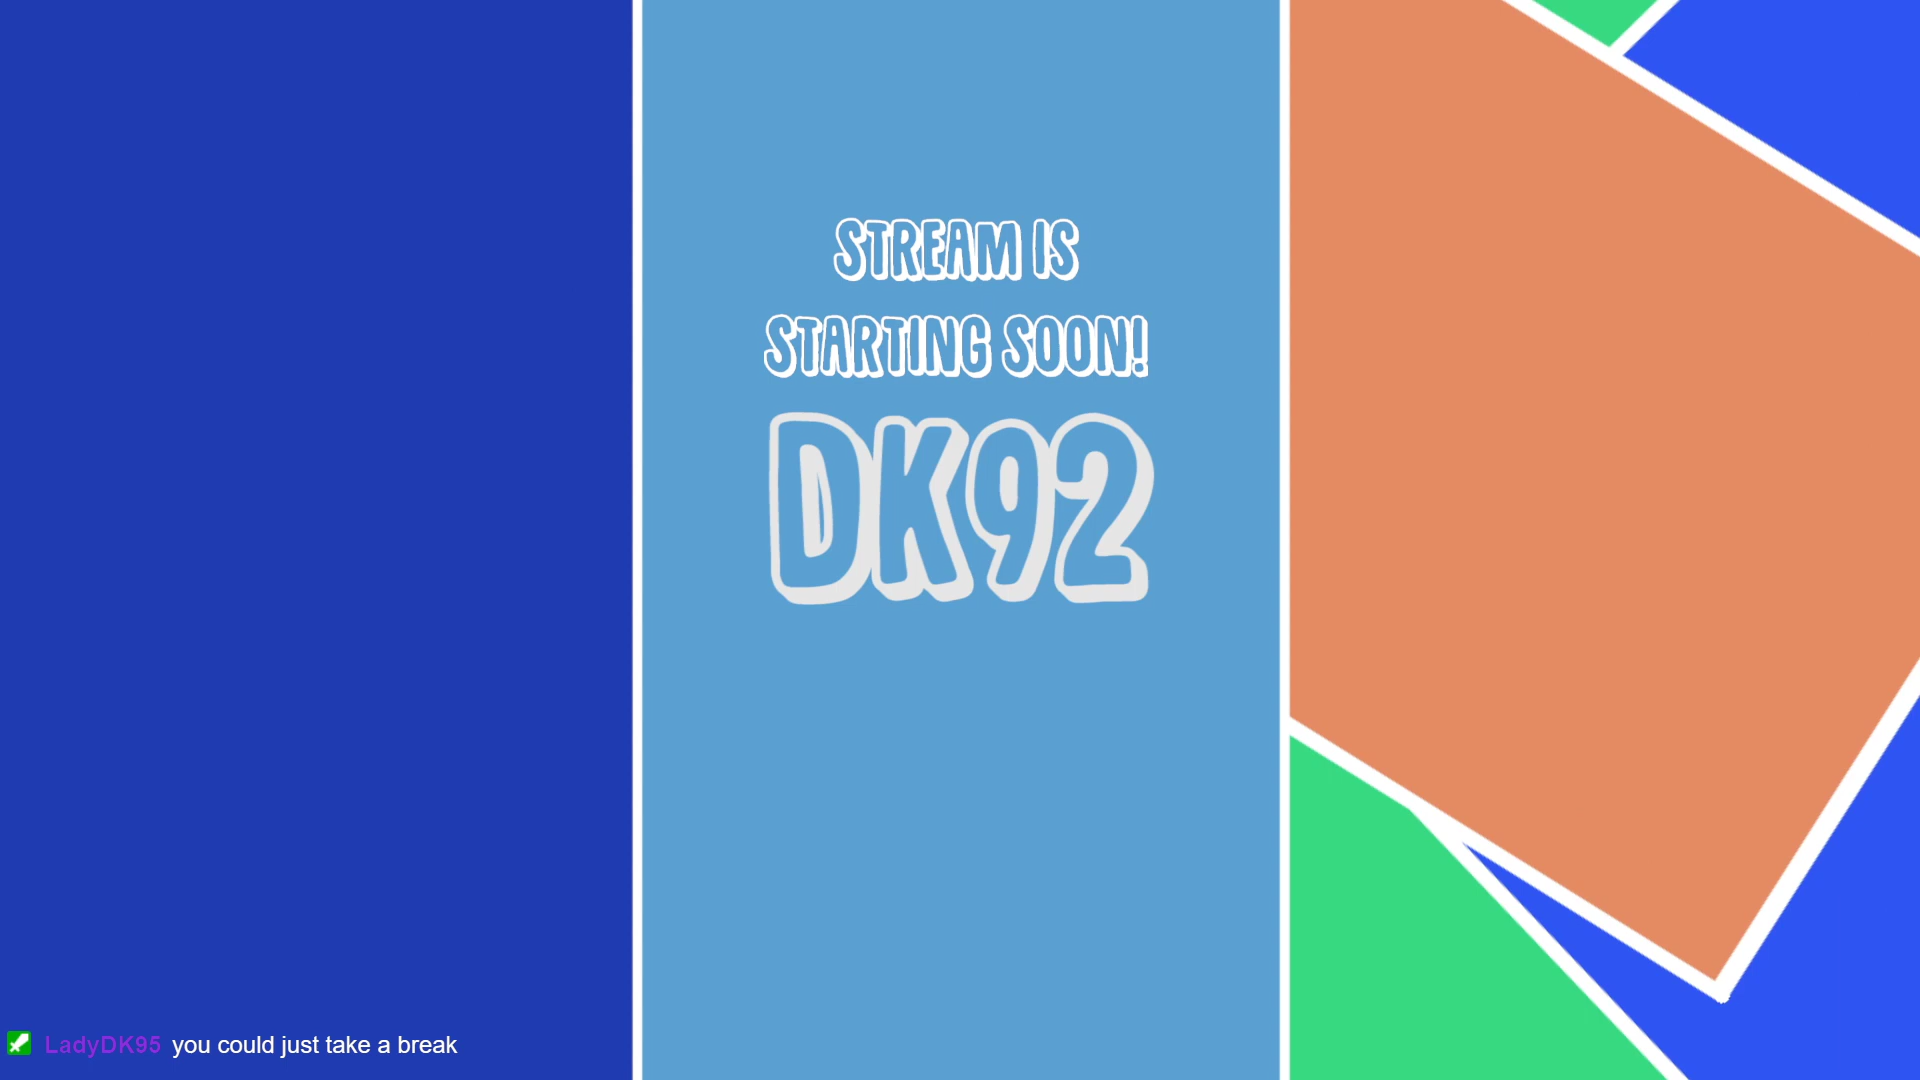 STREAM IS
STARTING SOON!
DK92
LadyDK95 you could just take a break